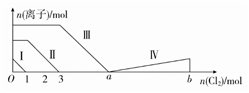 n(离子)/mol
Ⅰ Ⅱ Ⅲ Ⅳ
O 1 2 3 a b n(Cl₂)/mol